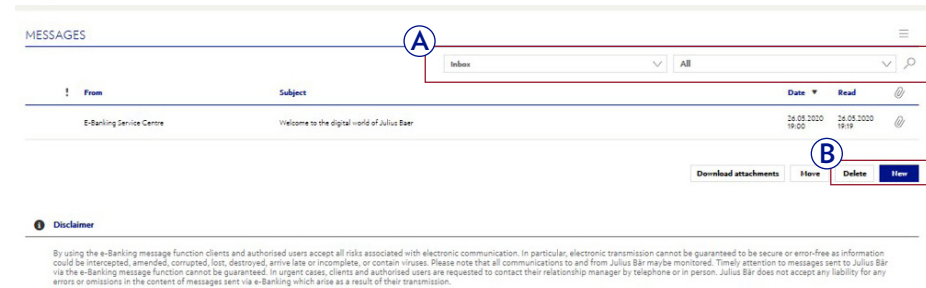 MESSAGES
A
Inbox All
! From Subject Date ▼ Read
E-Banking Service Centre Welcome to the digital world of Julius Baer 26.05.2020 26.05.2020
19:00 19:19
B
Download attachments Move Delete New
Disclaimer
By using the e-Banking message function clients and authorised users accept all risks associated with electronic communication. In particular, electronic transmission cannot be guaranteed to be secure or error-free as information
could be intercepted, amended, corrupted, lost, destroyed, arrive late or incomplete, or contain viruses. Please note that all communications to and from Julius Bär maybe monitored. Timely attention to messages sent to Julius Bär
via the e-Banking message function cannot be guaranteed. In urgent cases, clients and authorised users are requested to contact their relationship manager by telephone or in person. Julius Bär does not accept any liability for any
errors or omissions in the content of messages sent via e-Banking which arise as a result of their transmission.